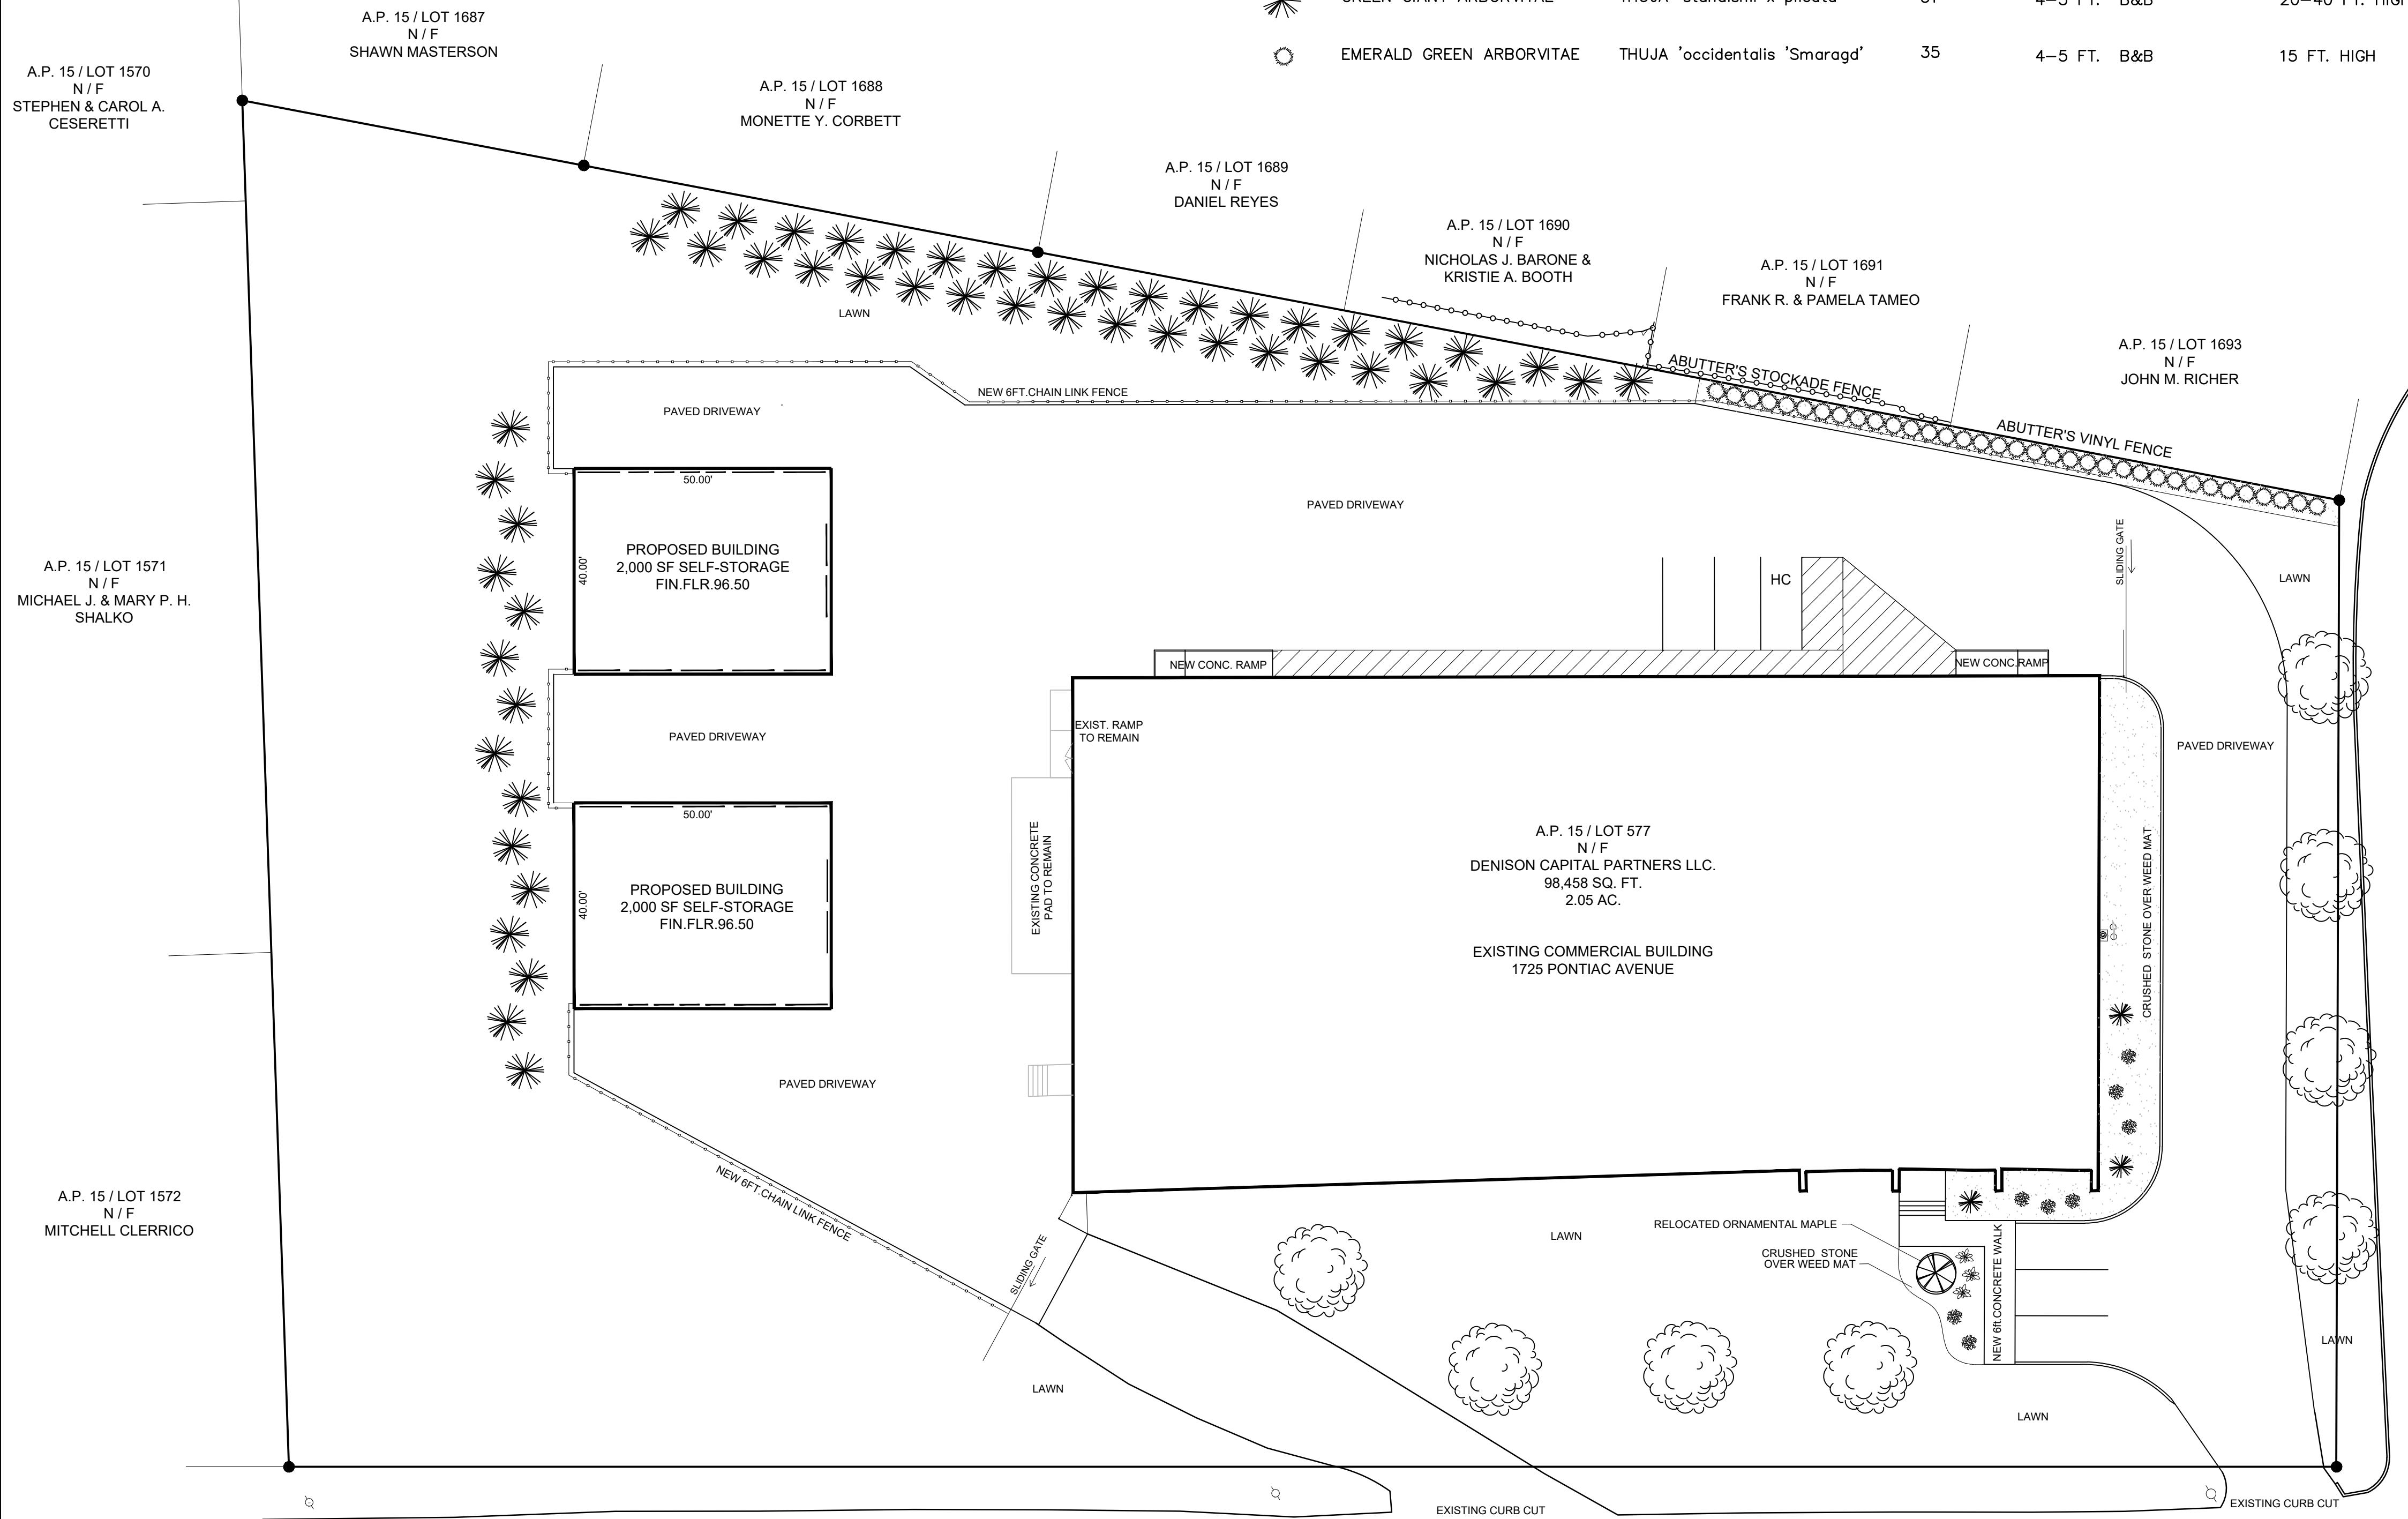 A.P. 15 / LOT 1687
N / F
SHAWN MASTERSON
A.P. 15 / LOT 1570
N / F
STEPHEN & CAROL A.
CESERETTI
EMERALD GREEN ARBORVITAE THUJA 'occidentalis 'Smaragd' 35 4-5 FT. B&B 15 FT. HIGH
A.P. 15 / LOT 1688
N / F
MONETTE Y. CORBETT
A.P. 15 / LOT 1689
N / F
DANIEL REYES
A.P. 15 / LOT 1690
N / F
NICHOLAS J. BARONE &
KRISTIE A. BOOTH
A.P. 15 / LOT 1691
N / F
FRANK R. & PAMELA TAMEO
A.P. 15 / LOT 1693
N / F
JOHN M. RICHER
LAWN
ABUTTER'S STOCKADE FENCE
ABUTTER'S VINYL FENCE
NEW 6FT.CHAIN LINK FENCE
PAVED DRIVEWAY
PAVED DRIVEWAY
50.00'
40.00'
PROPOSED BUILDING
2,000 SF SELF-STORAGE
FIN.FLR.96.50
HC
SLIDING GATE
LAWN
A.P. 15 / LOT 1571
N / F
MICHAEL J. & MARY P. H.
SHALKO
NEW CONC. RAMP
NEW CONC.RAMP
EXIST. RAMP
TO REMAIN
PAVED DRIVEWAY
PAVED DRIVEWAY
50.00'
40.00'
PROPOSED BUILDING
2,000 SF SELF-STORAGE
FIN.FLR.96.50
EXISTING CONCRETE
PAD TO REMAIN
A.P. 15 / LOT 577
N / F
DENISON CAPITAL PARTNERS LLC.
98,458 SQ. FT.
2.05 AC.
EXISTING COMMERCIAL BUILDING
1725 PONTIAC AVENUE
CRUSHED STONE OVER WEED MAT
PAVED DRIVEWAY
A.P. 15 / LOT 1572
N / F
MITCHELL CLERRICO
NEW 6FT.CHAIN LINK FENCE
SLIDING GATE
LAWN
RELOCATED ORNAMENTAL MAPLE
CRUSHED STONE
OVER WEED MAT
NEW 6ft.CONCRETE WALK
LAWN
LAWN
LAWN
EXISTING CURB CUT
EXISTING CURB CUT